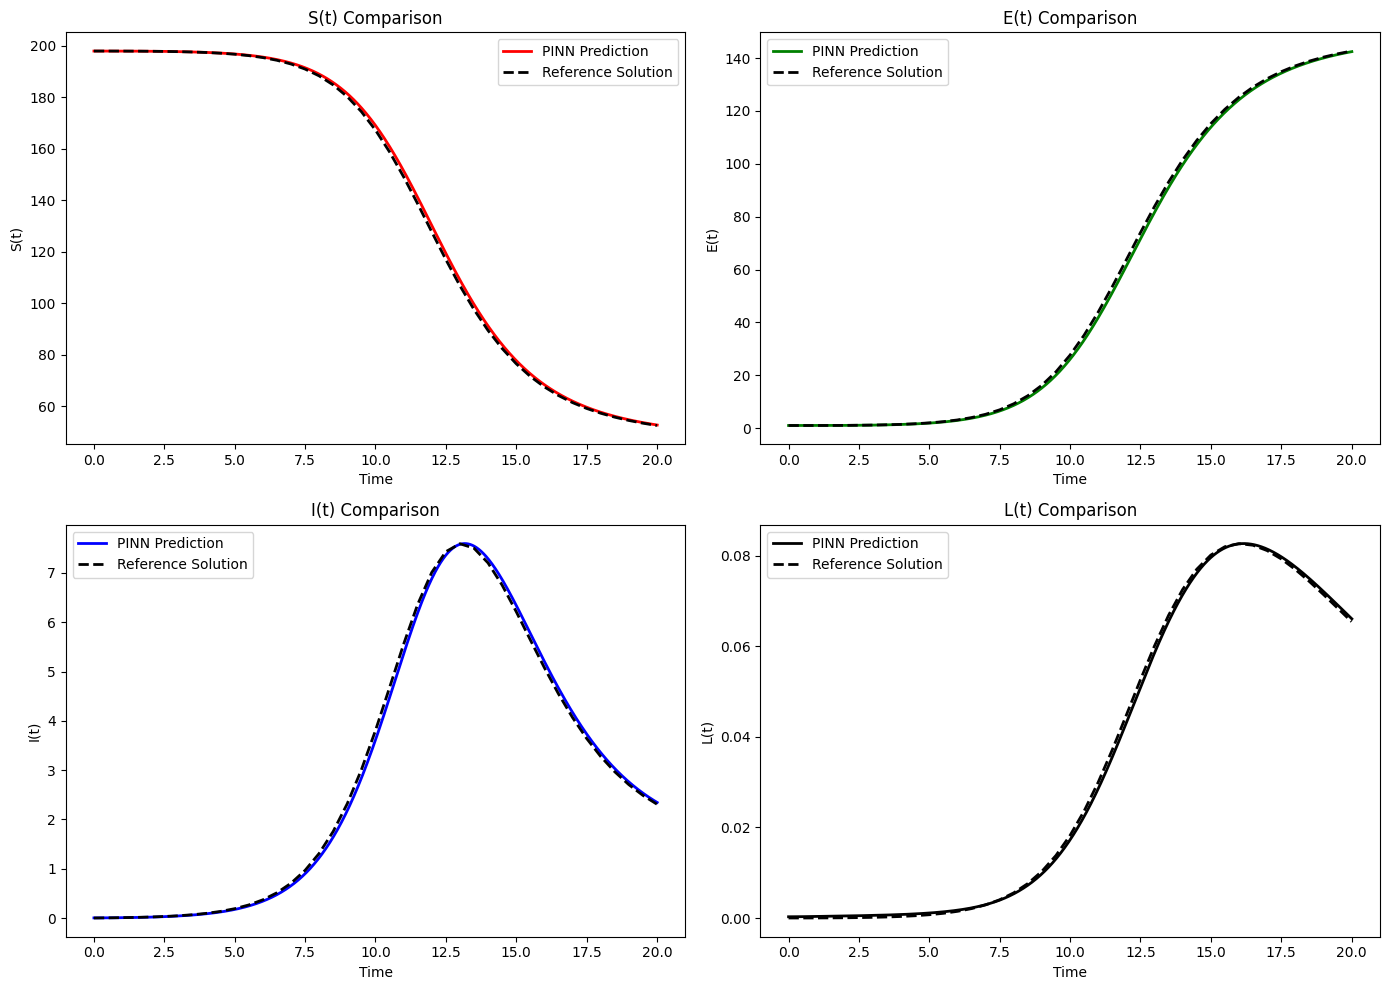 S(t) Comparison
PINN Prediction
Reference Solution
200
180
160
140
120
100
80
60
S(t)
0.0 2.5 5.0 7.5 10.0 12.5 15.0 17.5 20.0
Time
E(t) Comparison
PINN Prediction
Reference Solution
140
120
100
80
60
40
20
0
E(t)
0.0 2.5 5.0 7.5 10.0 12.5 15.0 17.5 20.0
Time
I(t) Comparison
PINN Prediction
Reference Solution
7
6
5
4
3
2
1
0
I(t)
0.0 2.5 5.0 7.5 10.0 12.5 15.0 17.5 20.0
Time
L(t) Comparison
PINN Prediction
Reference Solution
0.08
0.06
0.04
0.02
0.00
L(t)
0.0 2.5 5.0 7.5 10.0 12.5 15.0 17.5 20.0
Time